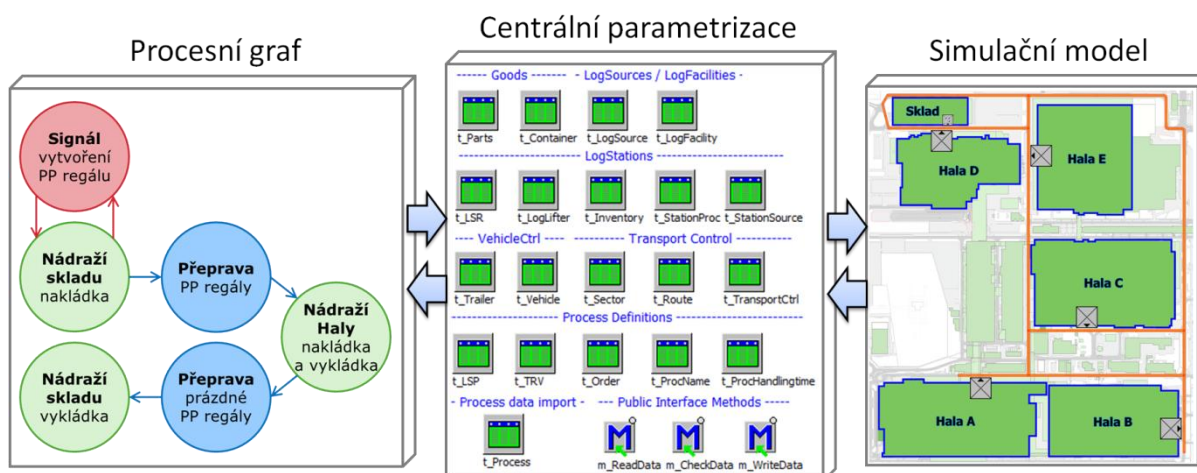 Procesní graf
Signál
vytvoření
PP regálu
Nádraží
skladu
nakládka
Přeprava
PP regály
Nádraží
Haly
nakládka
a vykládka
Nádraží
skladu
vykládka
Přeprava
prázdné
PP regály
Centrální parametrizace
------ Goods ------- - LogSources / LogFacilities -
t_Parts t_Container t_LogSource t_LogFacility
-------------------- LogStations ---------------------------
t_LSR t_LogLifter t_Inventory t_StationProc t_StationSource
---- VehicleCtrl ---- ---------- Transport Control ----------
t_Trailer t_Vehicle t_Sector t_Route t_TransportCtrl
----------------- Process Definitions ------------------------
t_LSP t_TRV t_Order t_ProcName t_ProcHandlingtime
- Process data import - --- Public Interface Methods -----
t_Process m_ReadData m_CheckData m_WriteData
Simulační model
Sklad
Hala D
Hala E
Hala C
Hala A
Hala B